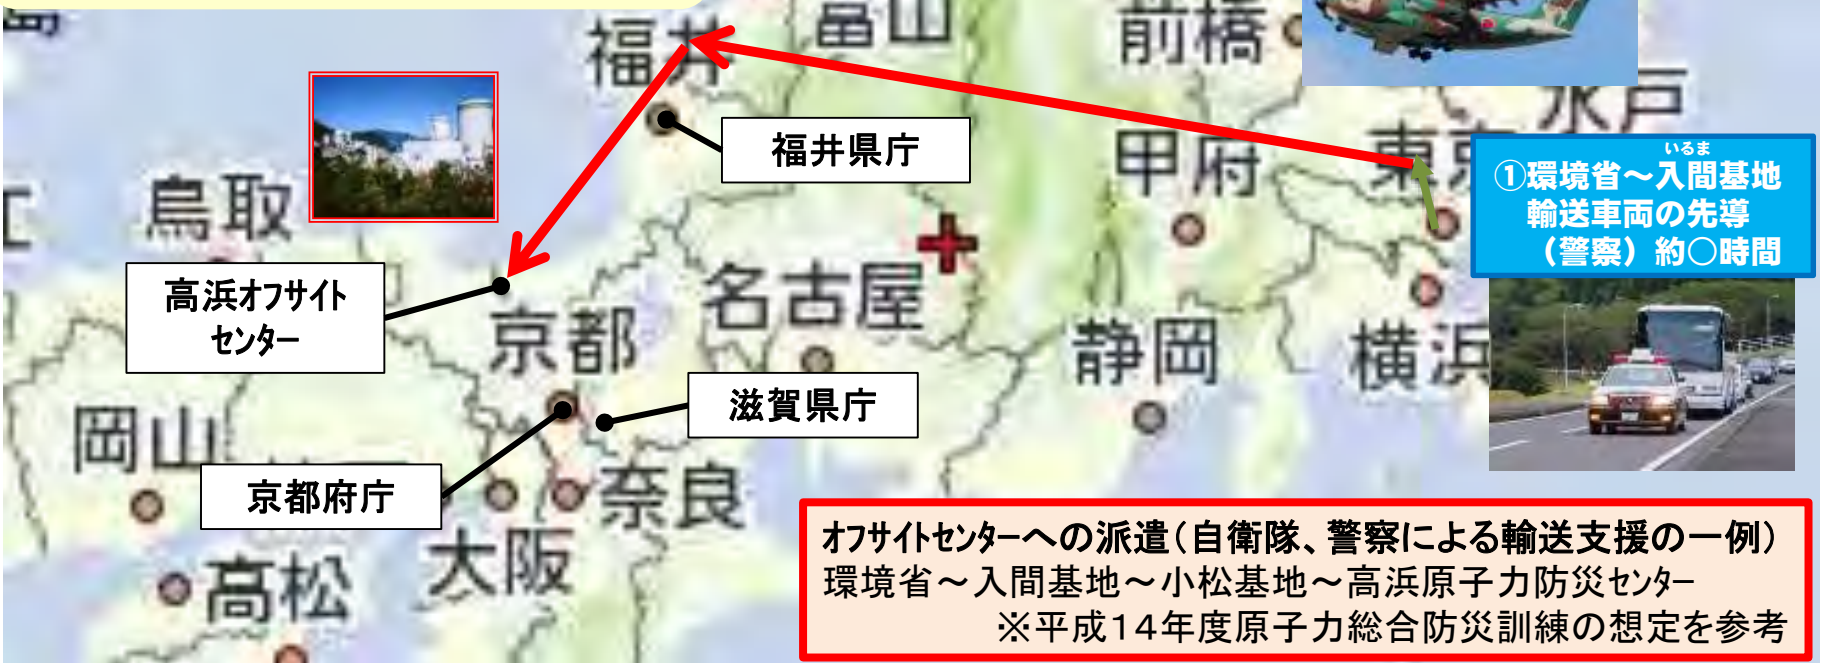 島
福井
富山
前橋
水戸
福井県庁
甲府
東京
いるま
①環境省～入間基地
輸送車両の先導
（警察）約○時間
鳥取
高浜オフサイト
センター
京都
名古屋
静岡
横浜
滋賀県庁
岡山
京都府庁
奈良
大阪
高松
オフサイトセンターへの派遣（自衛隊、警察による輸送支援の一例）
環境省～入間基地～小松基地～高浜原子力防災センター
※平成１４年度原子力総合防災訓練の想定を参考